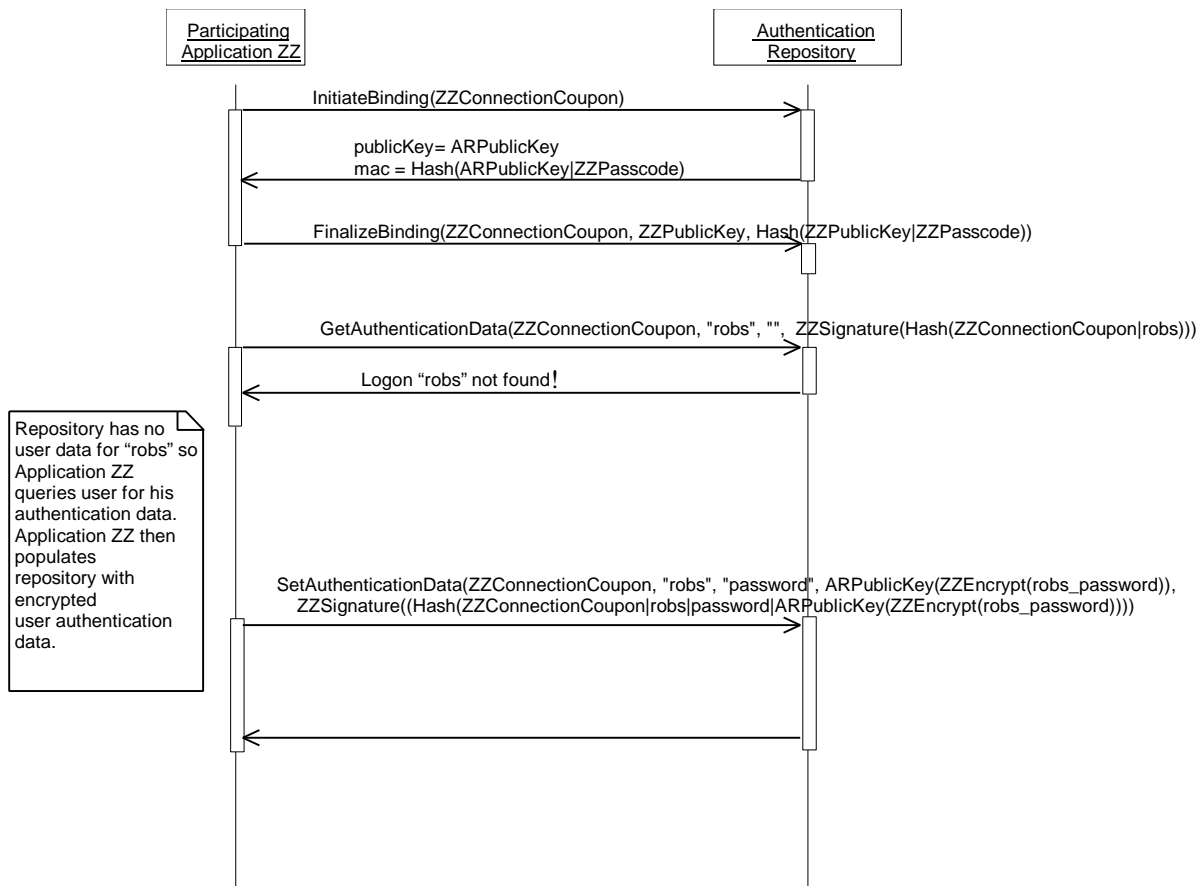 Participating
Application ZZ
Authentication
Repository
InitiateBinding(ZZConnectionCoupon)
publicKey= ARPublicKey
mac = Hash(ARPublicKey|ZZPasscode)
FinalizeBinding(ZZConnectionCoupon, ZZPublicKey, Hash(ZZPublicKey|ZZPasscode))
GetAuthenticationData(ZZConnectionCoupon, "robs", "",  ZZSignature(Hash(ZZConnectionCoupon|robs)))
Logon “robs” not found!
Repository has no
user data for “robs” so
Application ZZ
queries user for his
authentication data.
Application ZZ then
populates
repository with
encrypted
user authentication
data.
SetAuthenticationData(ZZConnectionCoupon, "robs", "password", ARPublicKey(ZZEncrypt(robs_password)),
ZZSignature((Hash(ZZConnectionCoupon|robs|password|ARPublicKey(ZZEncrypt(robs_password))))